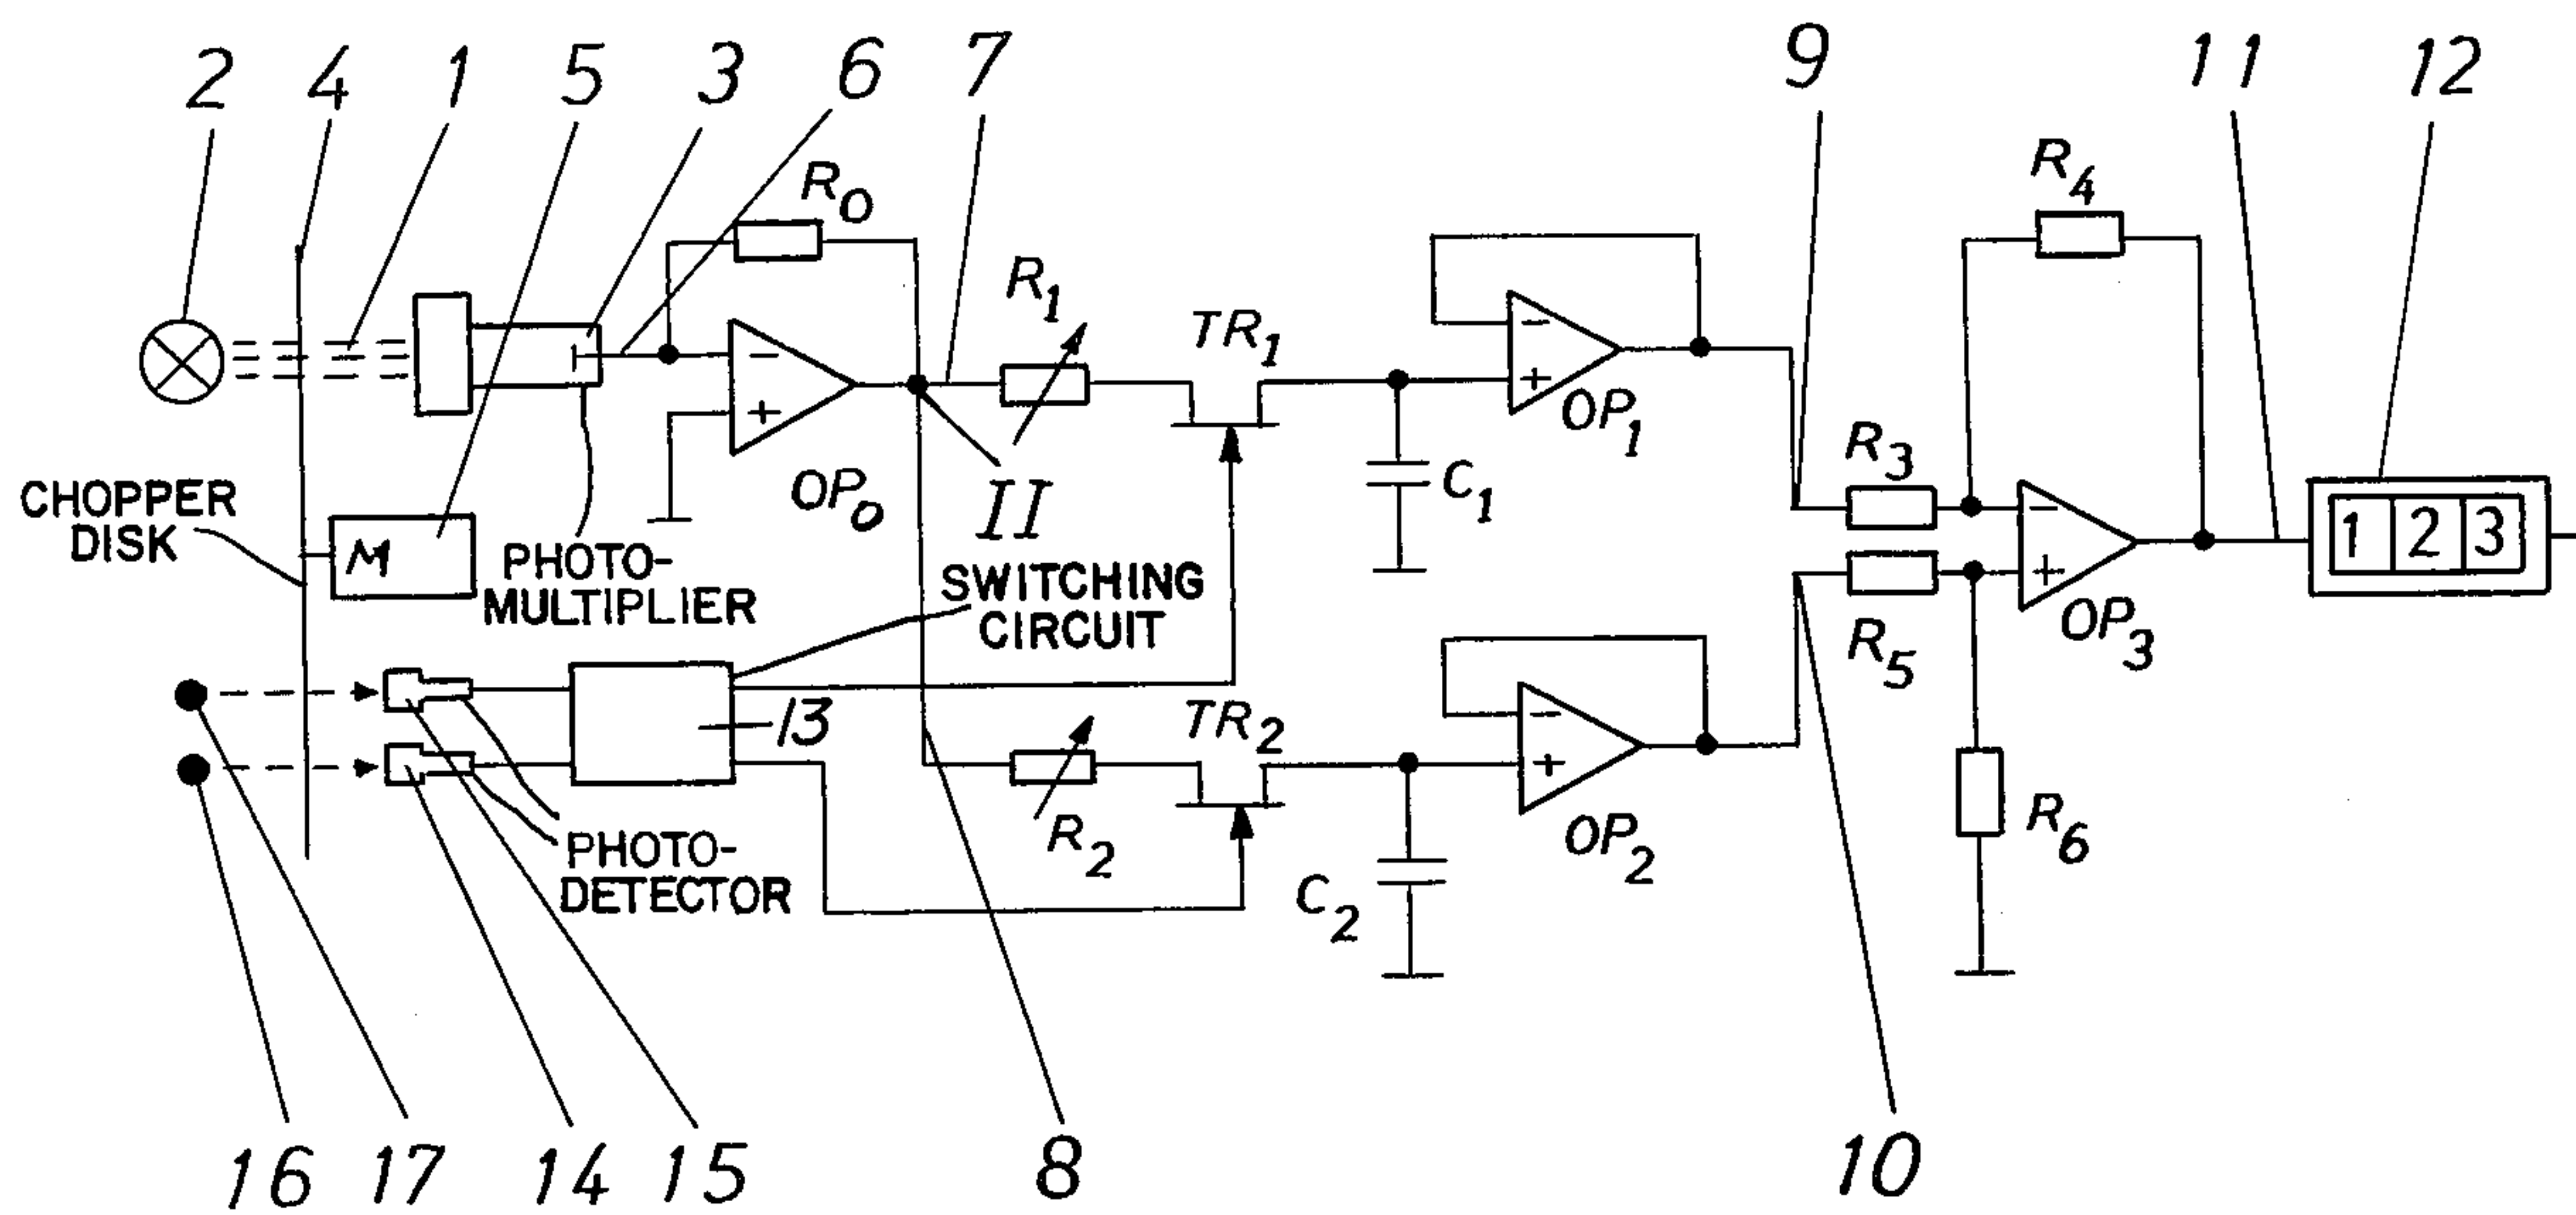 2 4 1 5 3 6 7 9 11 12
R0
R1
TR1
R4
1
−
+
OP0
II
−
+
OP1
C1
R3
R5
−
+
OP3
1 2 3
CHOPPER
DISK
M
PHOTO-
MULTIPLIER
SWITCHING
CIRCUIT
13
TR2
R2
−
+
OP2
C2
R6
PHOTO-
DETECTOR
16 17 14 15 8 10